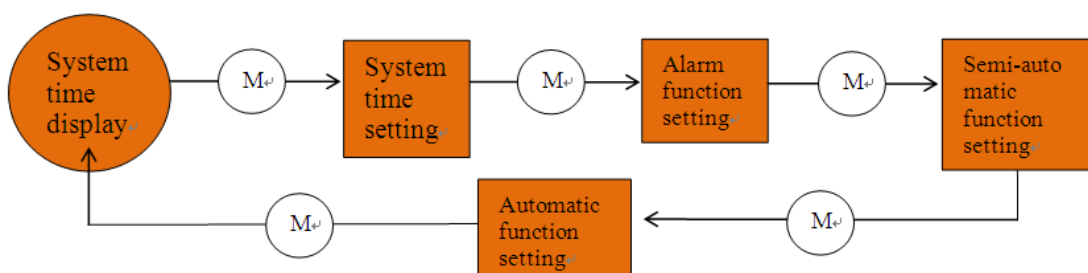 System
time
display
M
System
time
setting
M
Alarm
function
setting
M
Semi-auto
matic
function
setting
M
Automatic
function
setting
M